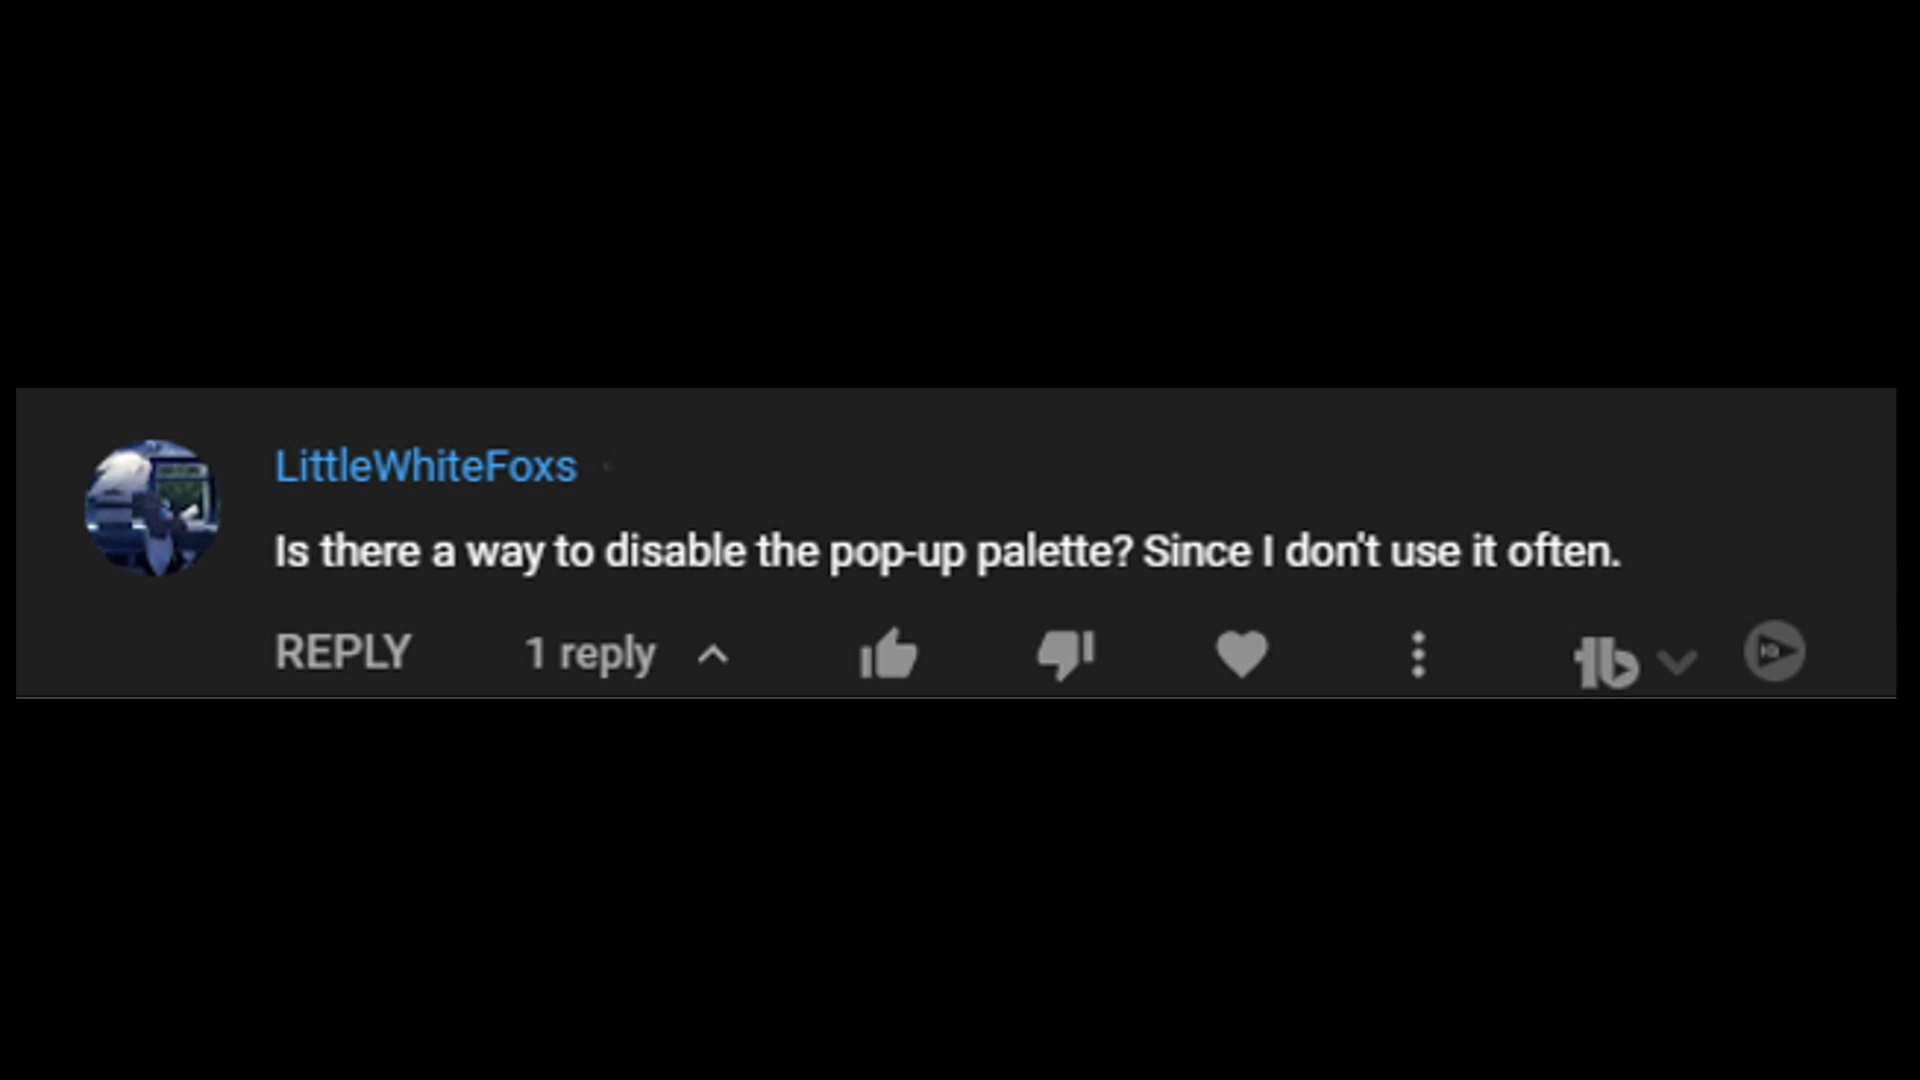 LittleWhiteFoxs
Is there a way to disable the pop-up palette? Since I don't use it often.
REPLY 1 reply